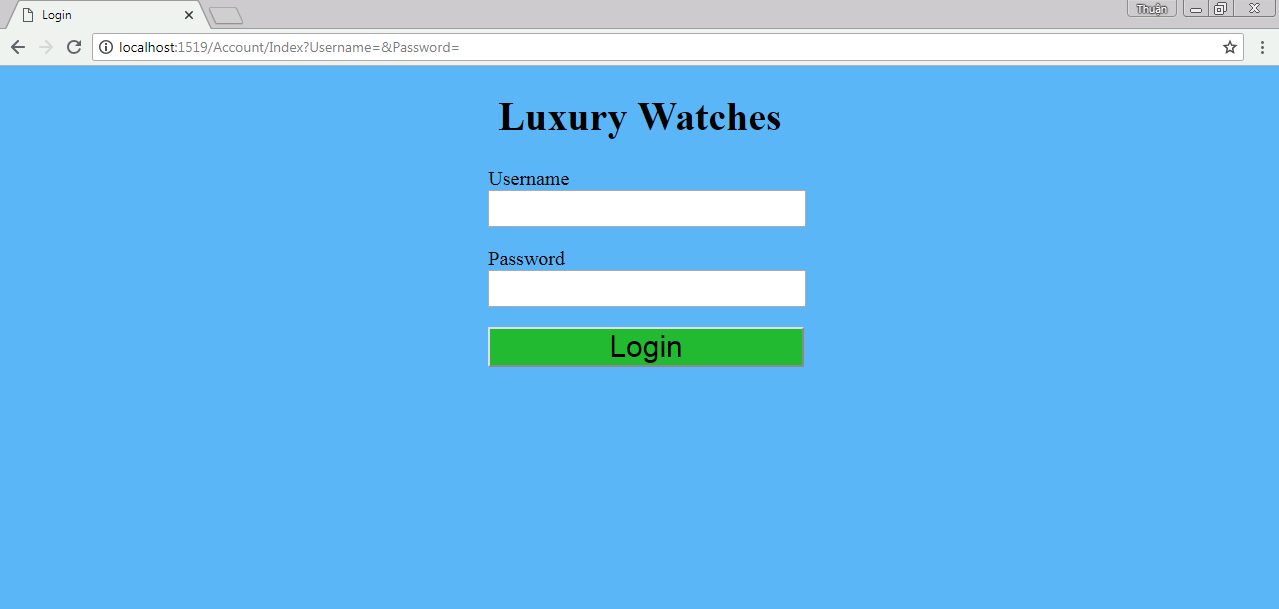 Login
Thuận
localhost:1519/Account/Index?Username=&Password=
Luxury Watches
Username
Password
Login